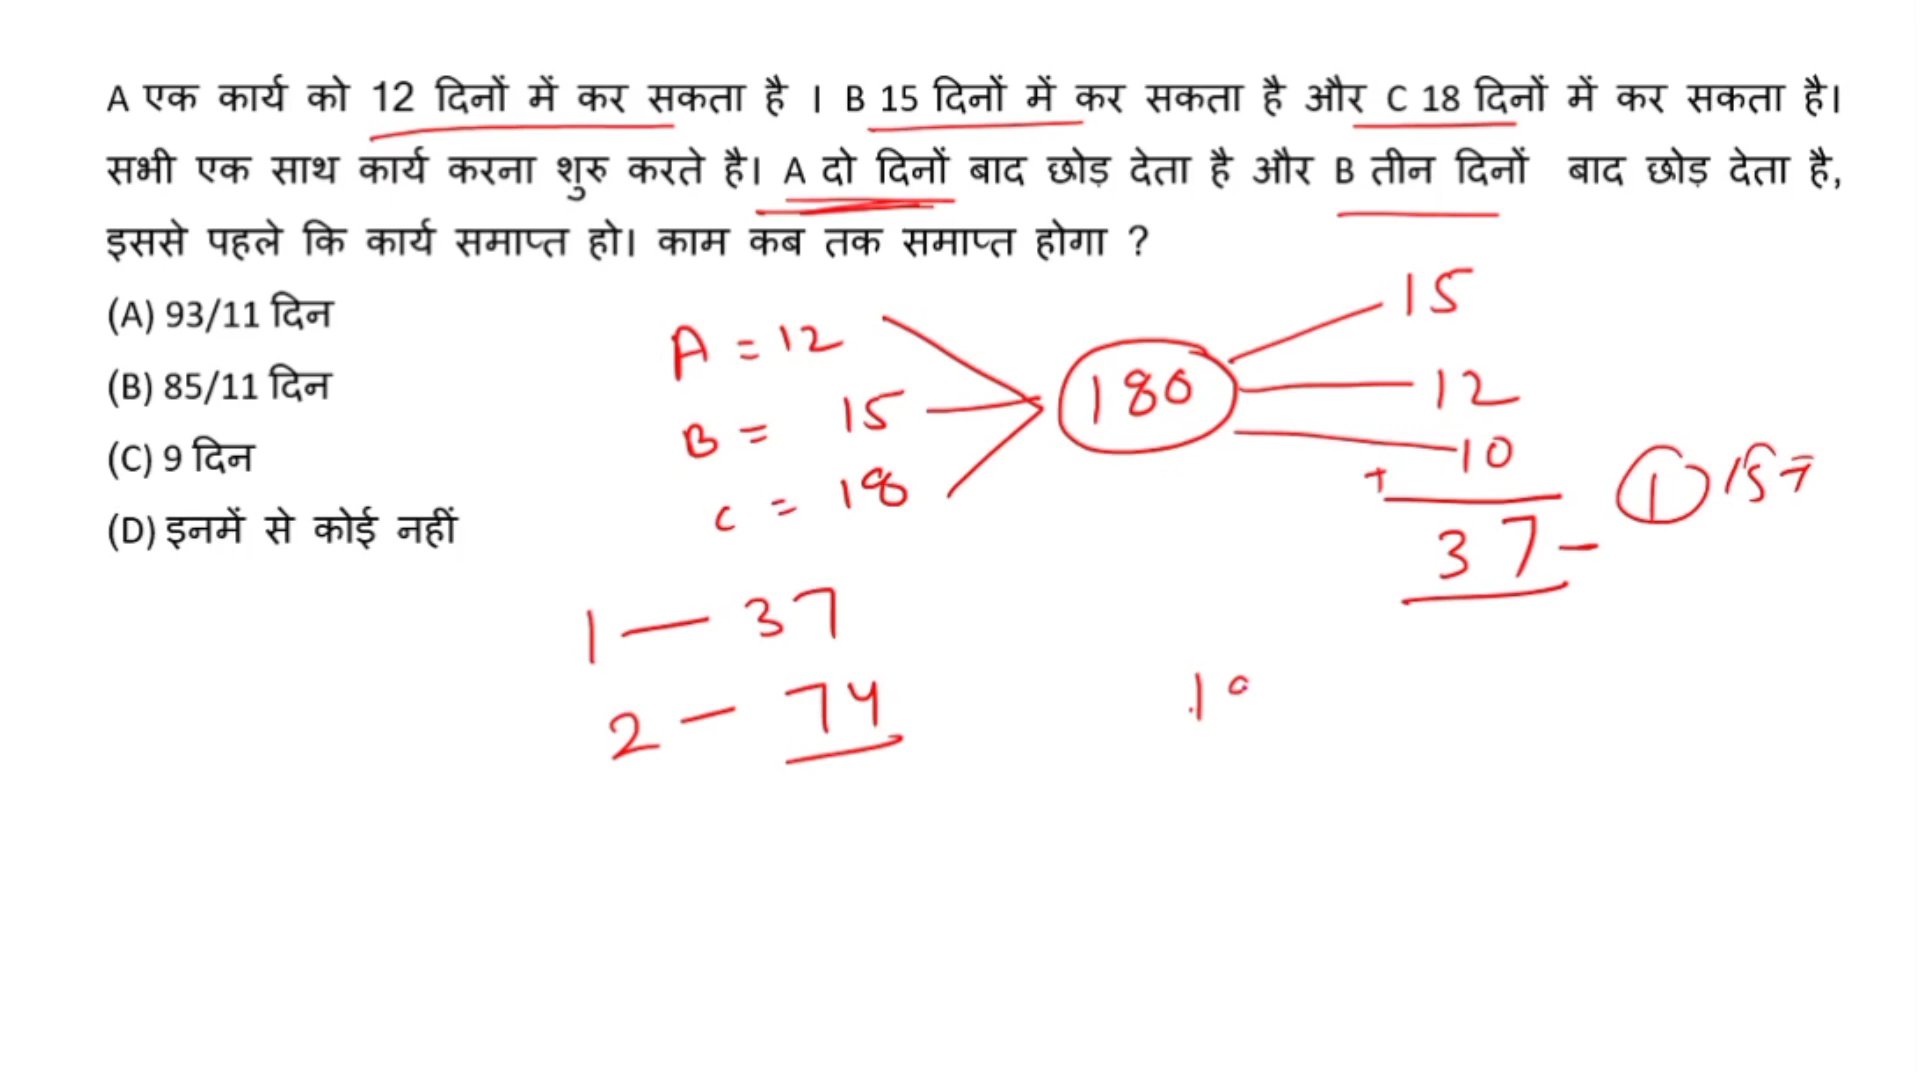 A एक कार्य को 12 दिनों में कर सकता है । B 15 दिनों में कर सकता है और C 18 दिनों में कर सकता है।
सभी एक साथ कार्य करना शुरु करते है। A दो दिनों बाद छोड़ देता है और B तीन दिनों बाद छोड़ देता है,
इससे पहले कि कार्य समाप्त हो। काम कब तक समाप्त होगा ?
(A) 93/11 दिन
(B) 85/11 दिन
(C) 9 दिन
(D) इनमें से कोई नहीं
A = 12
B = 15
C = 18
180
15
12
+ 10
37 - 1
1 — 37
2 — 74